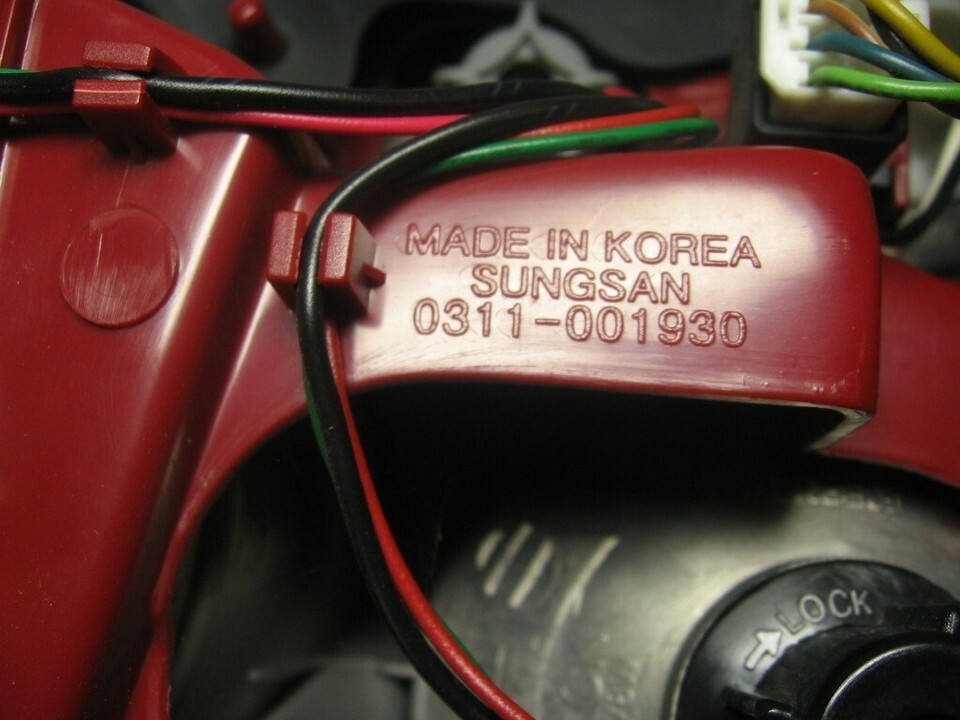 MADE IN KOREA
SUNGSAN
0311-001930
LOCK